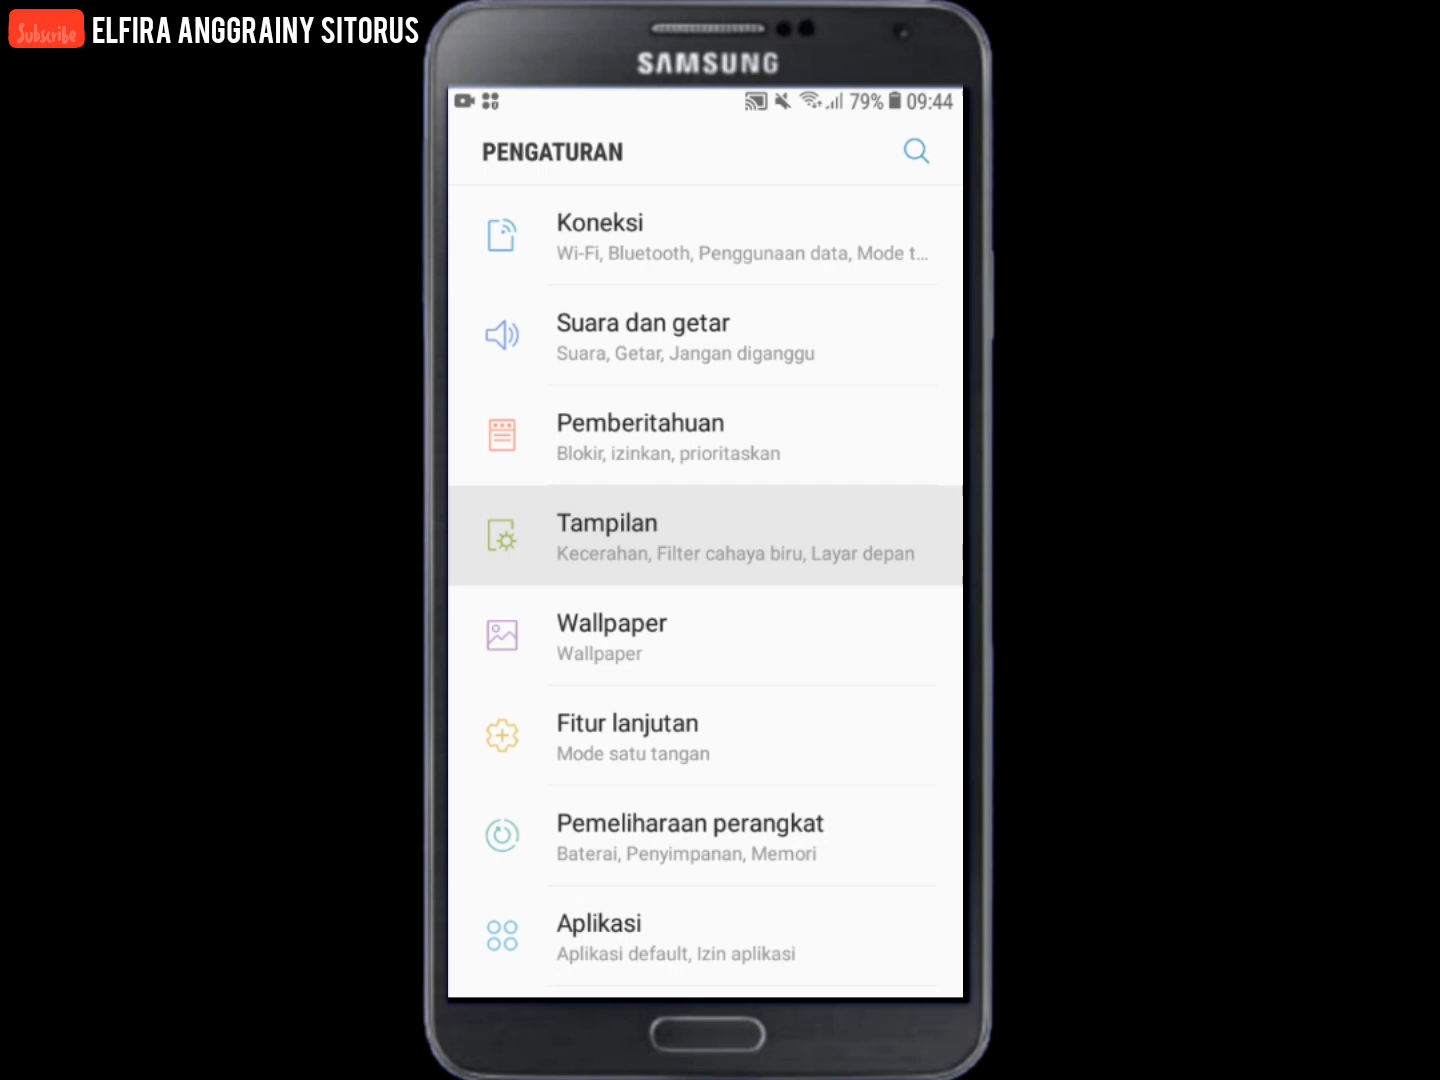 Subscribe ELFIRA ANGGRAINY SITORUS
SAMSUNG
79% 09:44
PENGATURAN
Koneksi
Wi-Fi, Bluetooth, Penggunaan data, Mode t...
Suara dan getar
Suara, Getar, Jangan diganggu
Pemberitahuan
Blokir, izinkan, prioritaskan
Tampilan
Kecerahan, Filter cahaya biru, Layar depan
Wallpaper
Wallpaper
Fitur lanjutan
Mode satu tangan
Pemeliharaan perangkat
Baterai, Penyimpanan, Memori
Aplikasi
Aplikasi default, Izin aplikasi